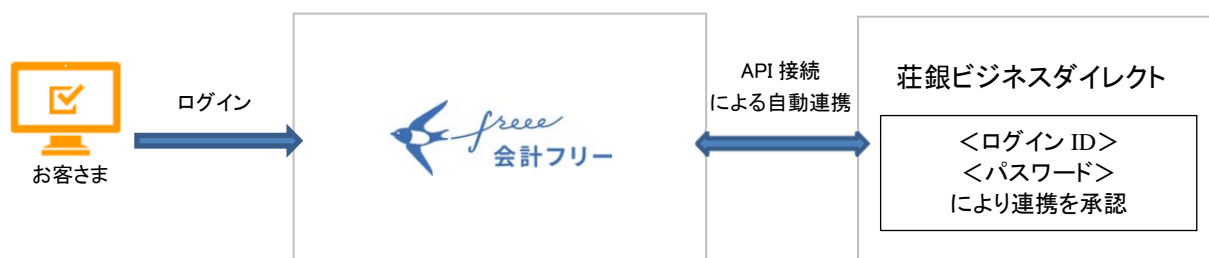 お客さま
ログイン
freee
会計フリー
API 接続
による自動連携
荘銀ビジネスダイレクト
＜ログイン ID＞
＜パスワード＞
により連携を承認